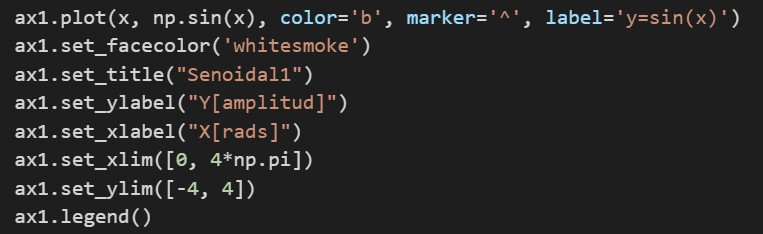 ax1.plot(x, np.sin(x), color='b', marker='^', label='y=sin(x)')
ax1.set_facecolor('whitesmoke')
ax1.set_title("Senoidal1")
ax1.set_ylabel("Y[amplitud]")
ax1.set_xlabel("X[rads]")
ax1.set_xlim([0, 4*np.pi])
ax1.set_ylim([-4, 4])
ax1.legend()